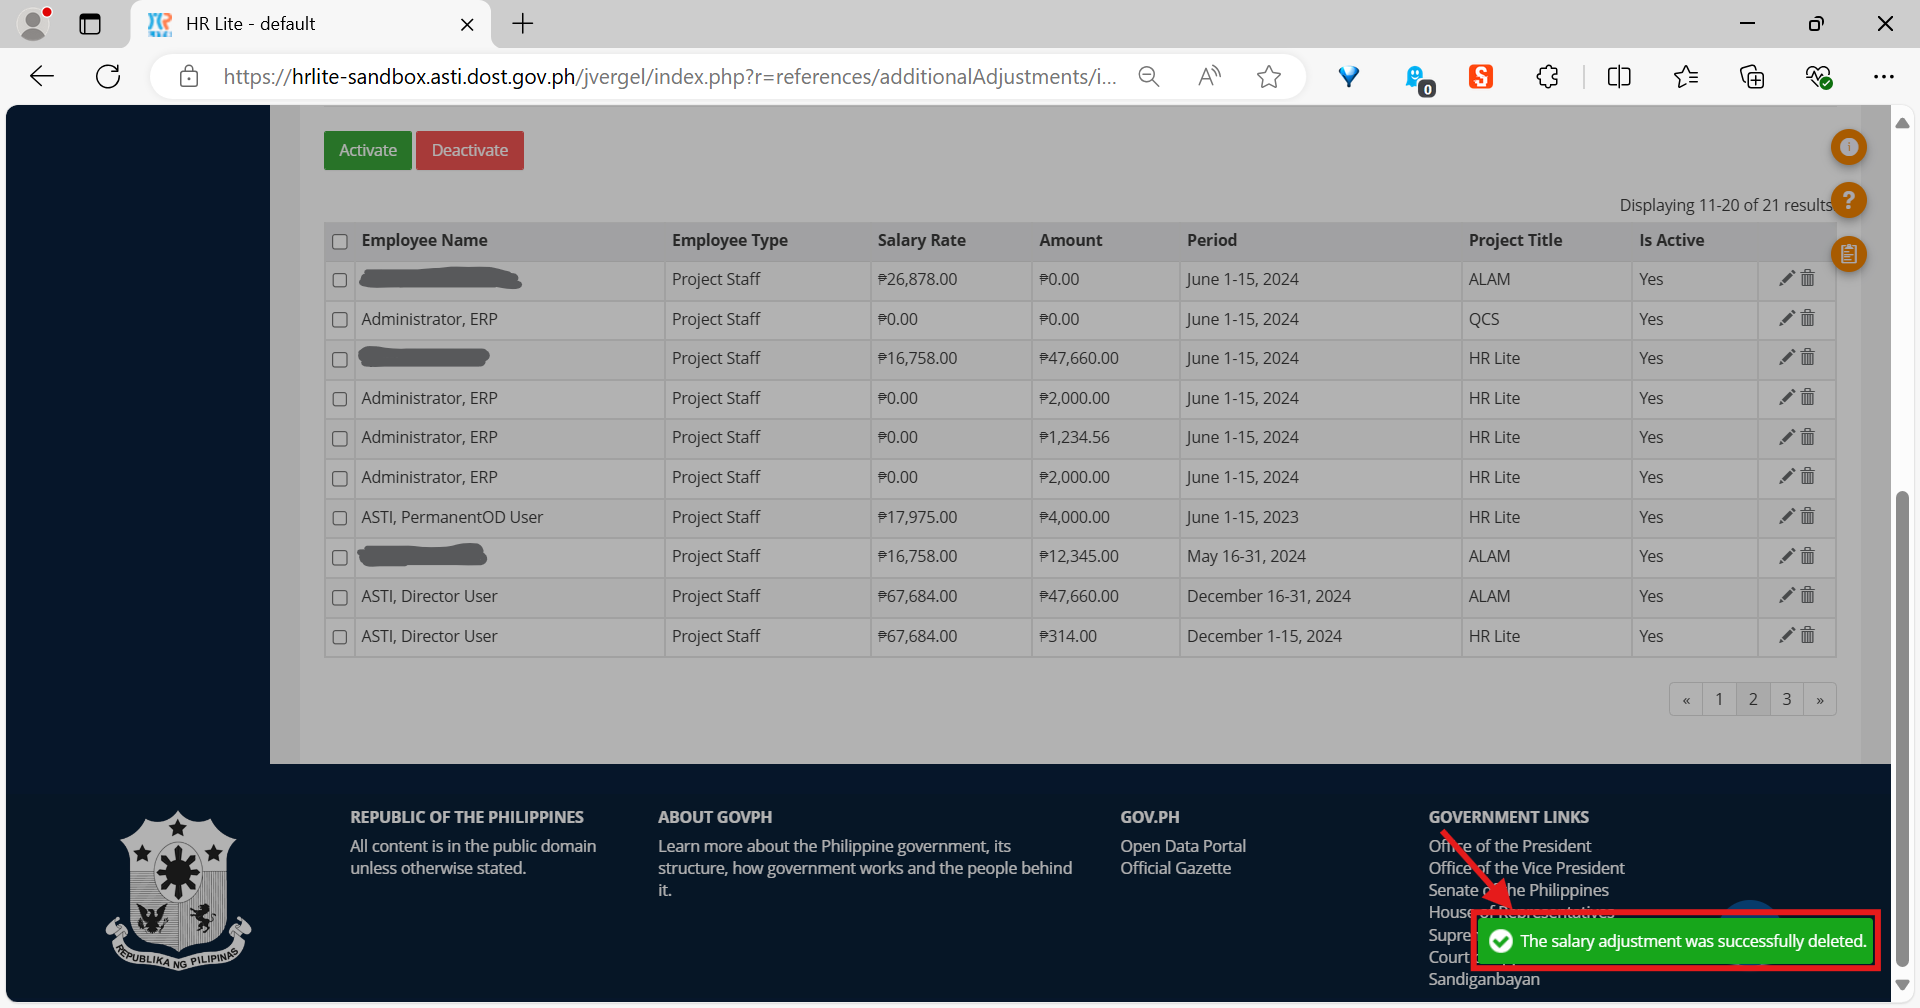 HR Lite - default
https://hrlite-sandbox.asti.dost.gov.ph/jvergel/index.php?r=references/additionalAdjustments/i...
0
Activate Deactivate
Displaying 11-20 of 21 results
Employee Name Employee Type Salary Rate Amount Period Project Title Is Active
Project Staff ₱26,878.00 ₱0.00 June 1-15, 2024 ALAM Yes
Administrator, ERP Project Staff ₱0.00 ₱0.00 June 1-15, 2024 QCS Yes
Project Staff ₱16,758.00 ₱47,660.00 June 1-15, 2024 HR Lite Yes
Administrator, ERP Project Staff ₱0.00 ₱2,000.00 June 1-15, 2024 HR Lite Yes
Administrator, ERP Project Staff ₱0.00 ₱1,234.56 June 1-15, 2024 HR Lite Yes
Administrator, ERP Project Staff ₱0.00 ₱2,000.00 June 1-15, 2024 HR Lite Yes
ASTI, PermanentOD User Project Staff ₱17,975.00 ₱4,000.00 June 1-15, 2023 HR Lite Yes
Project Staff ₱16,758.00 ₱12,345.00 May 16-31, 2024 ALAM Yes
ASTI, Director User Project Staff ₱67,684.00 ₱47,660.00 December 16-31, 2024 ALAM Yes
ASTI, Director User Project Staff ₱67,684.00 ₱314.00 December 1-15, 2024 HR Lite Yes
« 1 2 3 »
REPUBLIKA NG PILIPINAS
REPUBLIC OF THE PHILIPPINES
All content is in the public domain
unless otherwise stated.
ABOUT GOVPH
Learn more about the Philippine government, its
structure, how government works and the people behind
it.
GOV.PH
Open Data Portal
Official Gazette
GOVERNMENT LINKS
Office of the President
Office of the Vice President
Senate of the Philippines
House of Representatives
Court
Sandiganbayan
The salary adjustment was successfully deleted.